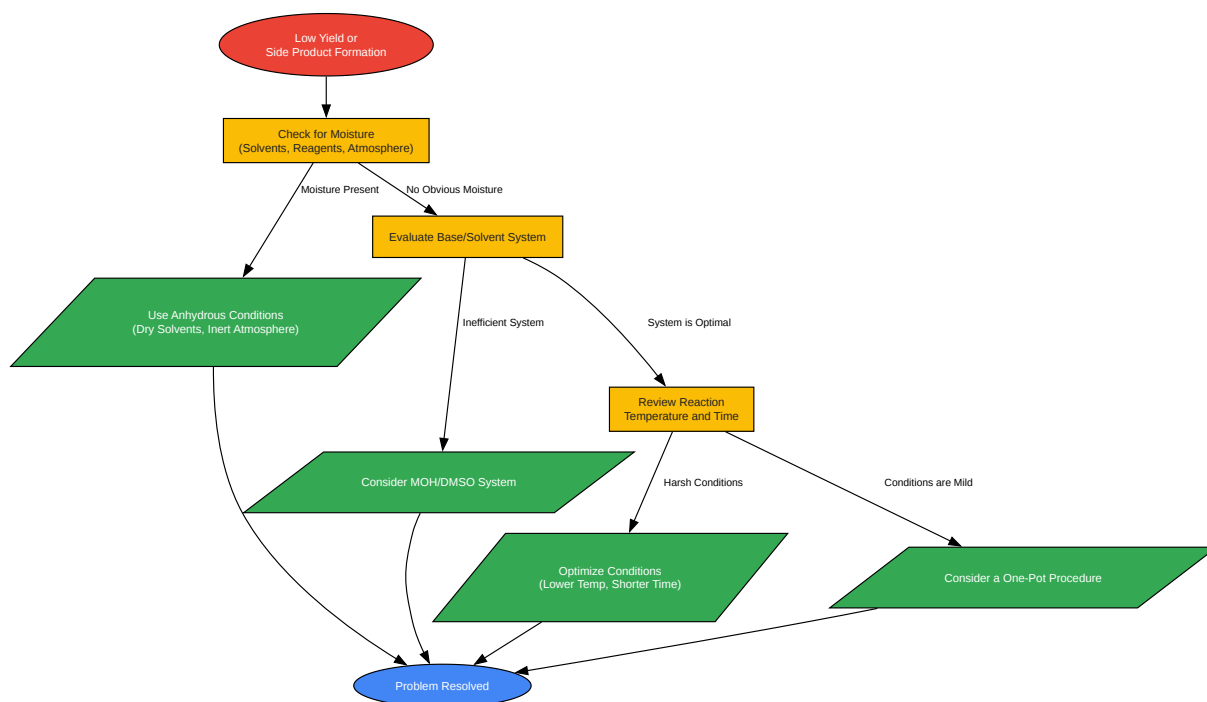 Low Yield or
Side Product Formation
Check for Moisture
(Solvents, Reagents, Atmosphere)
Moisture Present
No Obvious Moisture
Evaluate Base/Solvent System
Use Anhydrous Conditions
(Dry Solvents, Inert Atmosphere)
Inefficient System
System is Optimal
Review Reaction
Temperature and Time
Consider MOH/DMSO System
Harsh Conditions
Conditions are Mild
Optimize Conditions
(Lower Temp, Shorter Time)
Consider a One-Pot Procedure
Problem Resolved